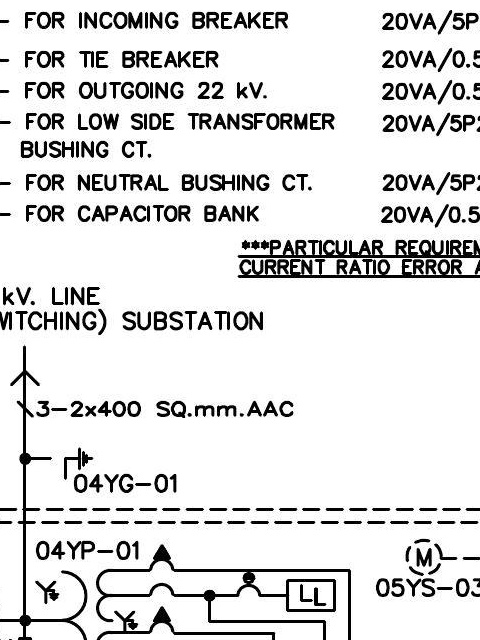 – FOR INCOMING BREAKER 20VA/5P
– FOR TIE BREAKER 20VA/0.5
– FOR OUTGOING 22 kV. 20VA/0.5
– FOR LOW SIDE TRANSFORMER 20VA/5P2
BUSHING CT.
– FOR NEUTRAL BUSHING CT. 20VA/5P2
– FOR CAPACITOR BANK 20VA/0.5
***PARTICULAR REQUIREM
CURRENT RATIO ERROR A
kV. LINE
WITCHING) SUBSTATION
3–2x400 SQ.mm.AAC
04YG–01
04YP–01
M
05YS–03
LL